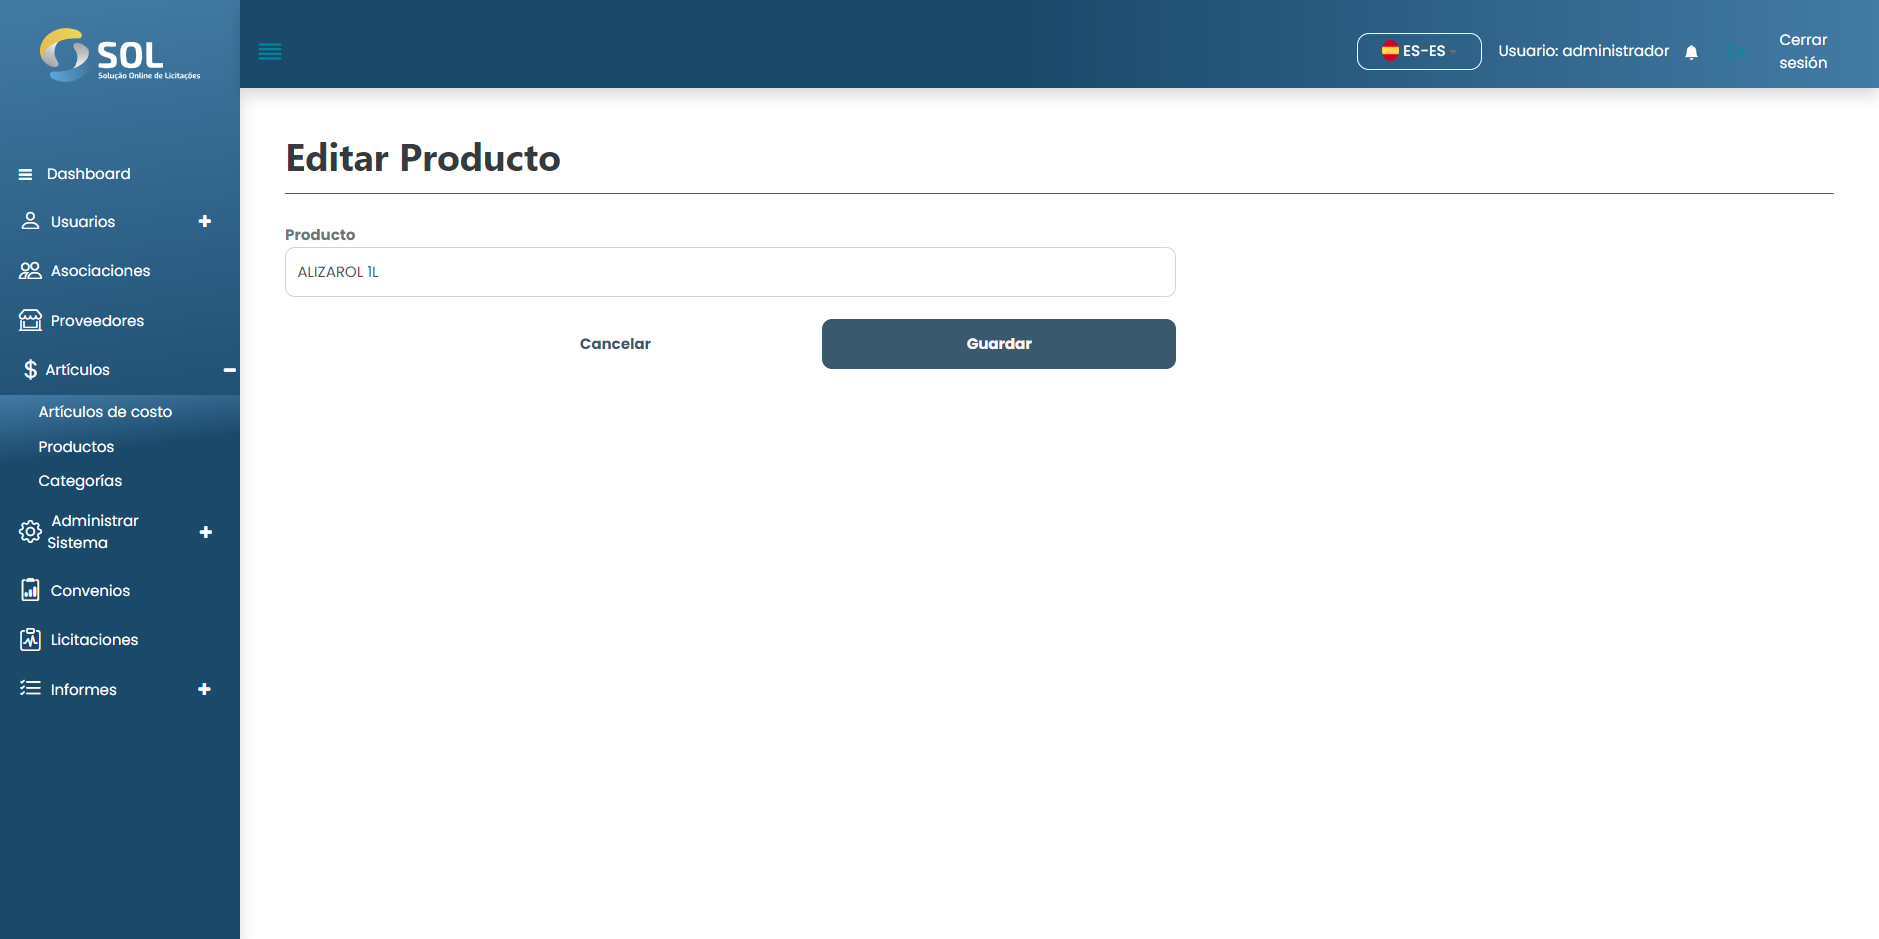 SOL
Solução Online de Licitações
ES-ES
Usuario: administrador
Cerrar
sesión
Dashboard
Usuarios
Asociaciones
Proveedores
Artículos
Artículos de costo
Productos
Categorías
Administrar
Sistema
Convenios
Licitaciones
Informes
Editar Producto
Producto
ALIZAROL 1L
Cancelar
Guardar